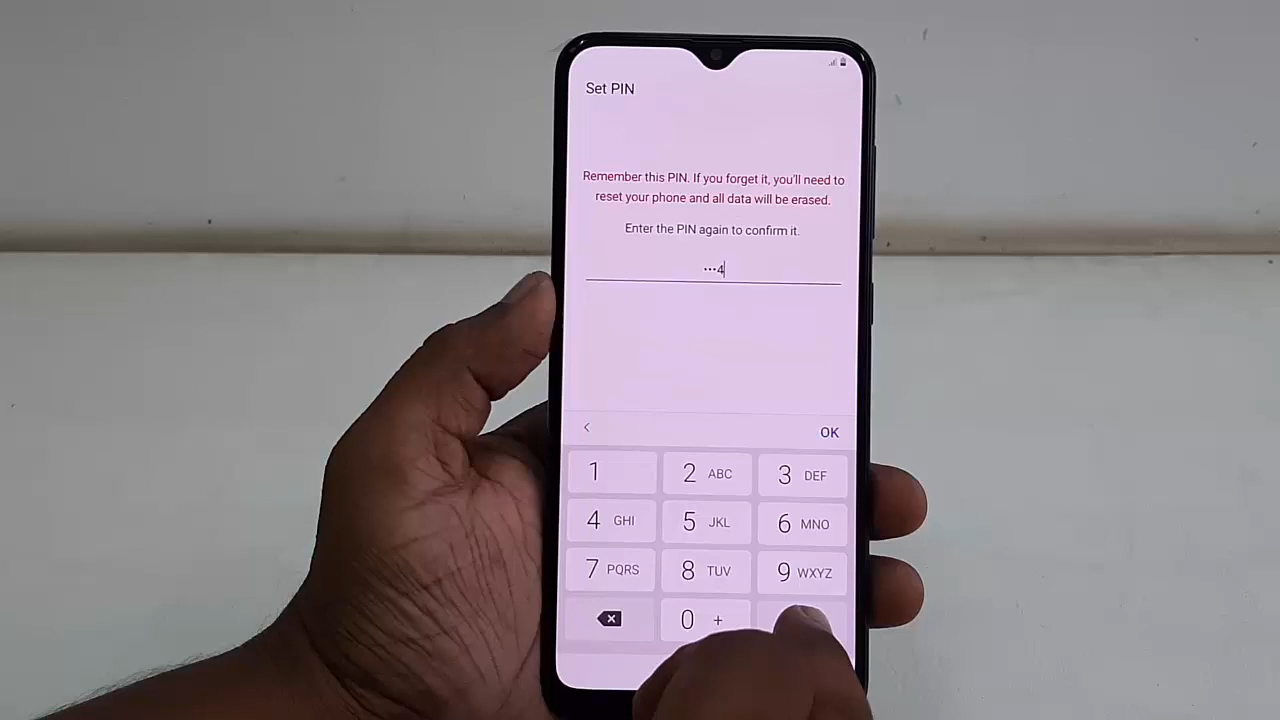 Set PIN
Remember this PIN. If you forget it, you'll need to
reset your phone and all data will be erased.
Enter the PIN again to confirm it.
•••4
OK
1
2 ABC
3 DEF
4 GHI
5 JKL
6 MNO
7 PQRS
8 TUV
9 WXYZ
0 +